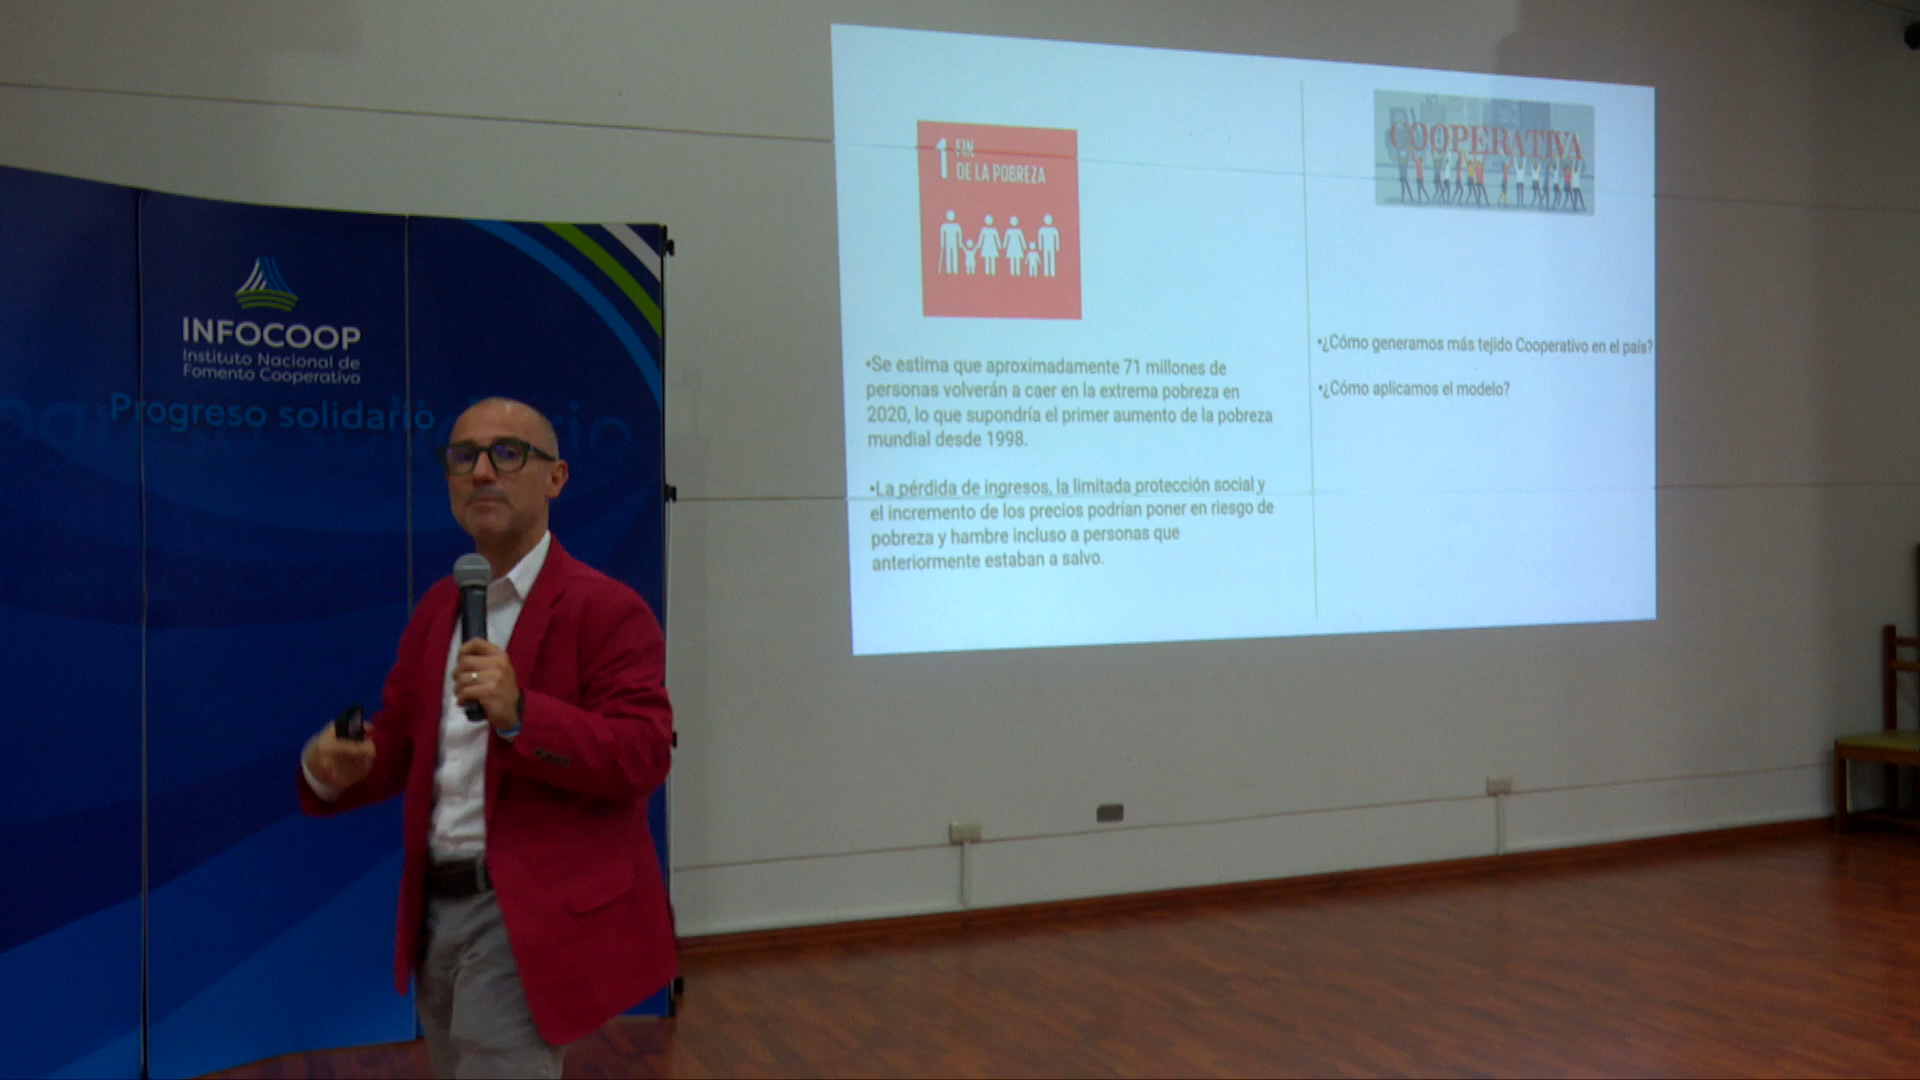 INFOCOOP
Instituto Nacional de
Fomento Cooperativo
Progreso solidario
1 FIN
DE LA POBREZA
•Se estima que aproximadamente 71 millones de
personas volverán a caer en la extrema pobreza en
2020, lo que supondría el primer aumento de la pobreza
mundial desde 1998.
•La pérdida de ingresos, la limitada protección social y
el incremento de los precios podrían poner en riesgo de
pobreza y hambre incluso a personas que
anteriormente estaban a salvo.
COOPERATIVA
•¿Cómo generamos más tejido Cooperativo en el país?
•¿Cómo aplicamos el modelo?